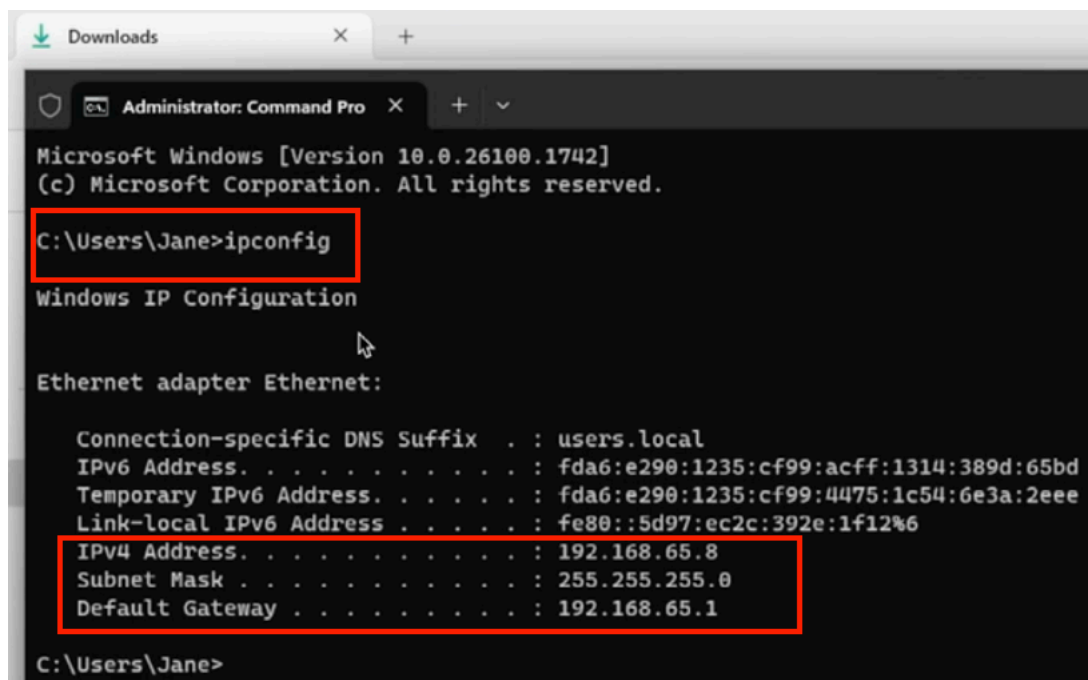 Downloads
Administrator: Command Pro
Microsoft Windows [Version 10.0.26100.1742]
(c) Microsoft Corporation. All rights reserved.
C:\Users\Jane>ipconfig
Windows IP Configuration
Ethernet adapter Ethernet:
Connection-specific DNS Suffix . : users.local
IPv6 Address. . . . . . . . . . . : fda6:e290:1235:cf99:acff:1314:389d:65bd
Temporary IPv6 Address. . . . . . : fda6:e290:1235:cf99:4475:1c54:6e3a:2eee
Link-local IPv6 Address . . . . . : fe80::5d97:ec2c:392e:1f12%6
IPv4 Address. . . . . . . . . . . : 192.168.65.8
Subnet Mask . . . . . . . . . . . : 255.255.255.0
Default Gateway . . . . . . . . . : 192.168.65.1
C:\Users\Jane>